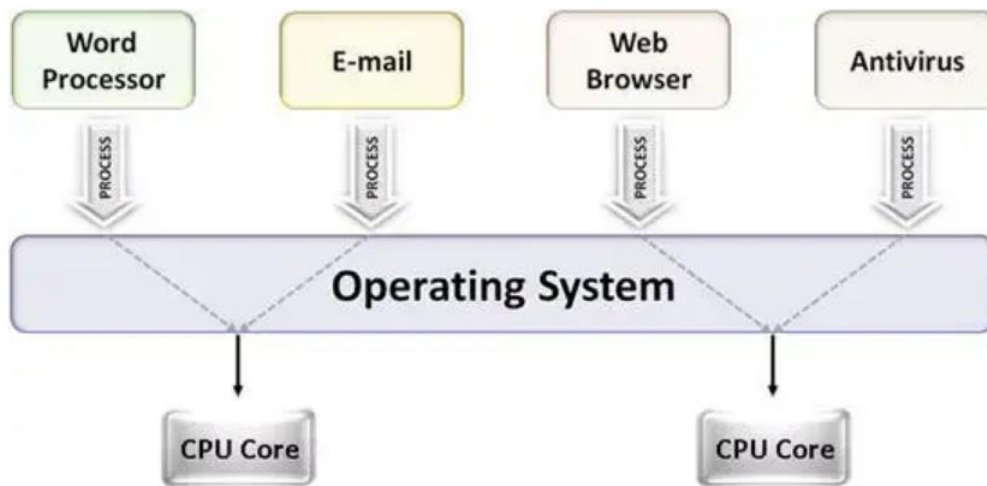 Word
Processor
E-mail
Web
Browser
Antivirus
PROCESS
PROCESS
PROCESS
PROCESS
Operating System
CPU Core
CPU Core